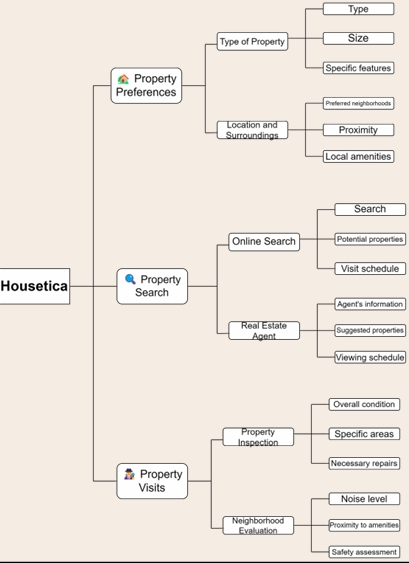 Housetica
Property
Preferences
Type of Property
Type
Size
Specific features
Location and
Surroundings
Preferred neighborhoods
Proximity
Local amenities
Property
Search
Online Search
Search
Potential properties
Visit schedule
Real Estate
Agent
Agent's information
Suggested properties
Viewing schedule
Property
Visits
Property
Inspection
Overall condition
Specific areas
Necessary repairs
Neighborhood
Evaluation
Noise level
Proximity to amenities
Safety assessment